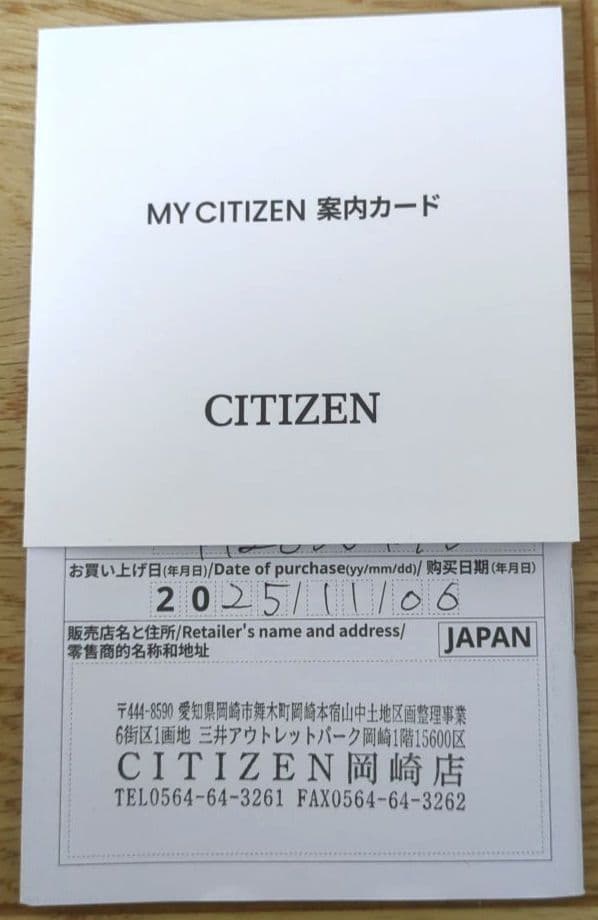 MY CITIZEN 案内カード
CITIZEN
お買い上げ日(年月日)/Date of purchase(yy/mm/dd)/ 购买日期(年月日)
2025/11/06
販売店名と住所/Retailer's name and address/
零售商的名称和地址
JAPAN
〒444-8590 愛知県岡崎市舞木町岡崎本宿山中土地区画整理事業
6街区1画地 三井アウトレットパーク岡崎1階15600区
CITIZEN岡崎店
TEL0564-64-3261 FAX0564-64-3262